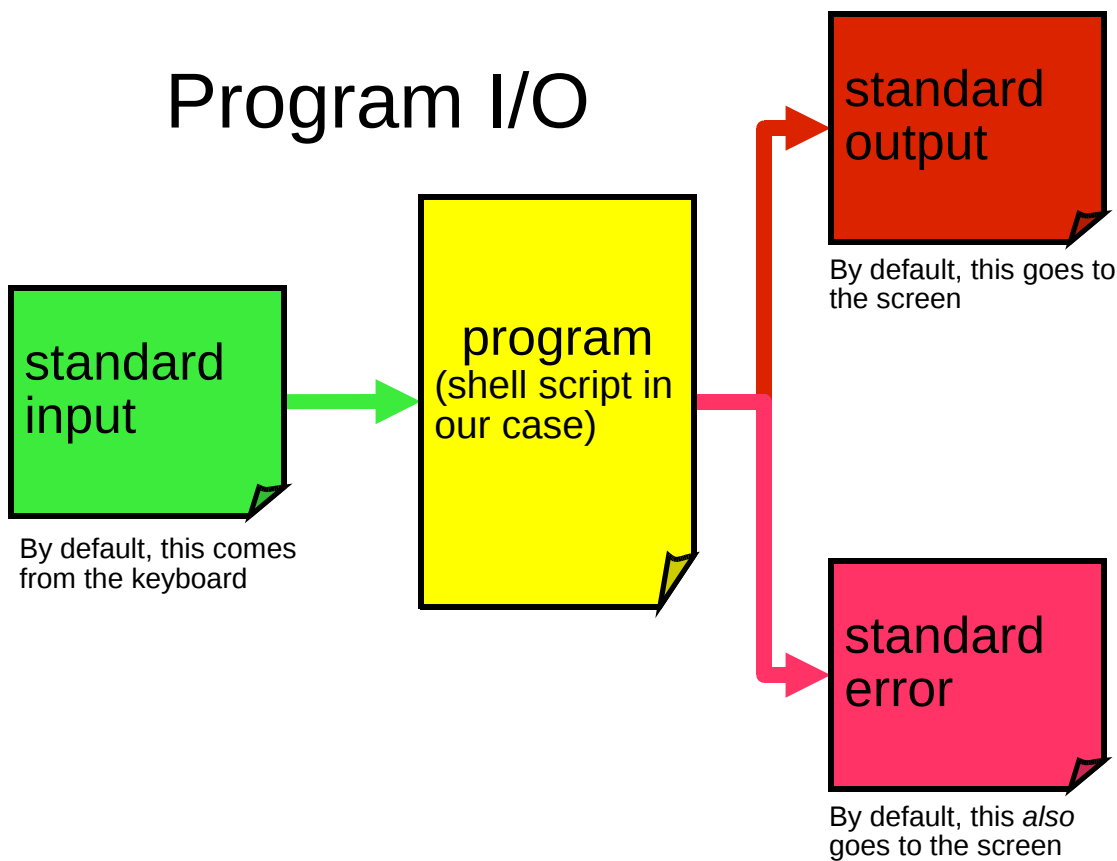 Program I/O
standard
input
By default, this comes
from the keyboard
program
(shell script in
our case)
standard
output
By default, this goes to
the screen
standard
error
By default, this also
goes to the screen